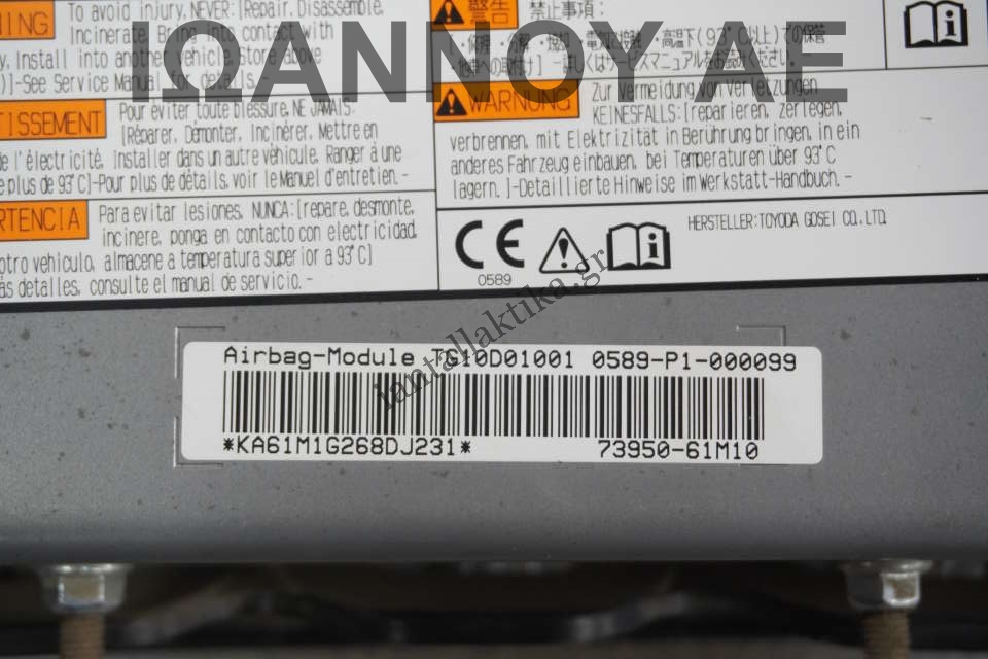 ΙΩΑΝΝΟΥ ΑΕ
NING
To avoid injury, NEVER: [Repair, Disassemble,
Incinerate, Bring into contact with
y, Install into another vehicle, Store above
)]-See Service Manual for details.
TISSEMENT
Pour éviter toute blessure, NE JAMAIS:
[Réparer, Démonter, Incinérer, Mettre en
e l'électricité, Installer dans un autre véhicule, Ranger à une
e plus de 93°C]-Pour plus de détails, voir le Manuel d'entretien.-
RTENCIA
Para evitar lesiones, NUNCA:[repare, desmonte,
incinere, ponga en contacto con electricidad,
otro vehículo, almacene a temperatura superior a 93°C]
ás detalles, consulte el manual de servicio.-
警告
禁止事項:
WARNUNG
Zur Vermeidung von Verletzungen
KEINESFALLS:[reparieren, zerlegen,
verbrennen, mit Elektrizität in Berührung bringen, in ein
anderes Fahrzeug einbauen, bei Temperaturen über 93°C
lagern.]-Detaillierte Hinweise im Werkstatt-Handbuch.-
CE
0589
HERSTELLER:TOYODA GOSEI CO.,LTD.
iantallaktika.gr
Airbag-Module TG10D01001 0589-P1-000099
*KA61M1G268DJ231*
73950-61M10